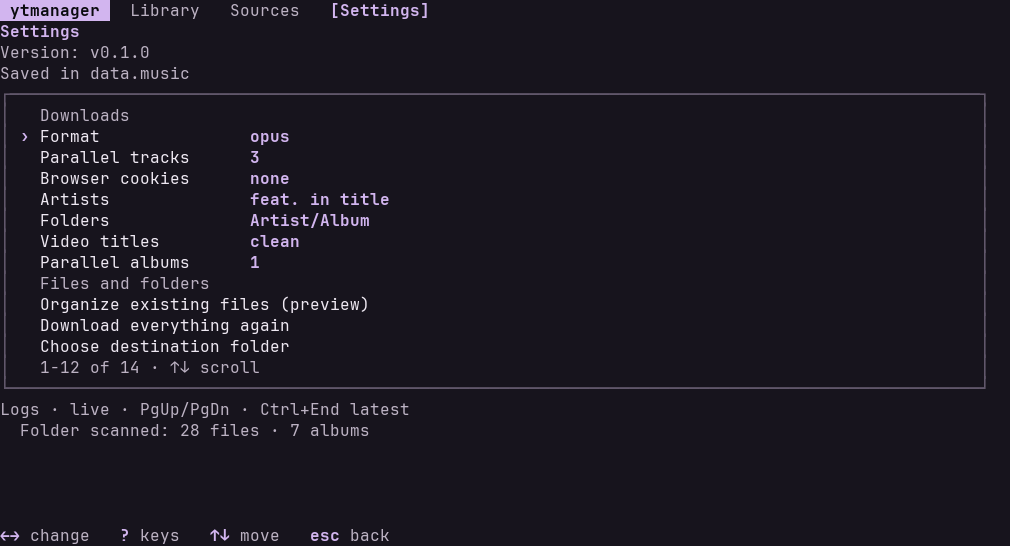 ytmanager Library Sources [Settings]
Settings
Version: v0.1.0
Saved in data.music
Downloads
› Format opus
Parallel tracks 3
Browser cookies none
Artists feat. in title
Folders Artist/Album
Video titles clean
Parallel albums 1
Files and folders
Organize existing files (preview)
Download everything again
Choose destination folder
1-12 of 14 · ↑↓ scroll
Logs · live · PgUp/PgDn · Ctrl+End latest
Folder scanned: 28 files · 7 albums
←→ change ? keys ↑↓ move esc back